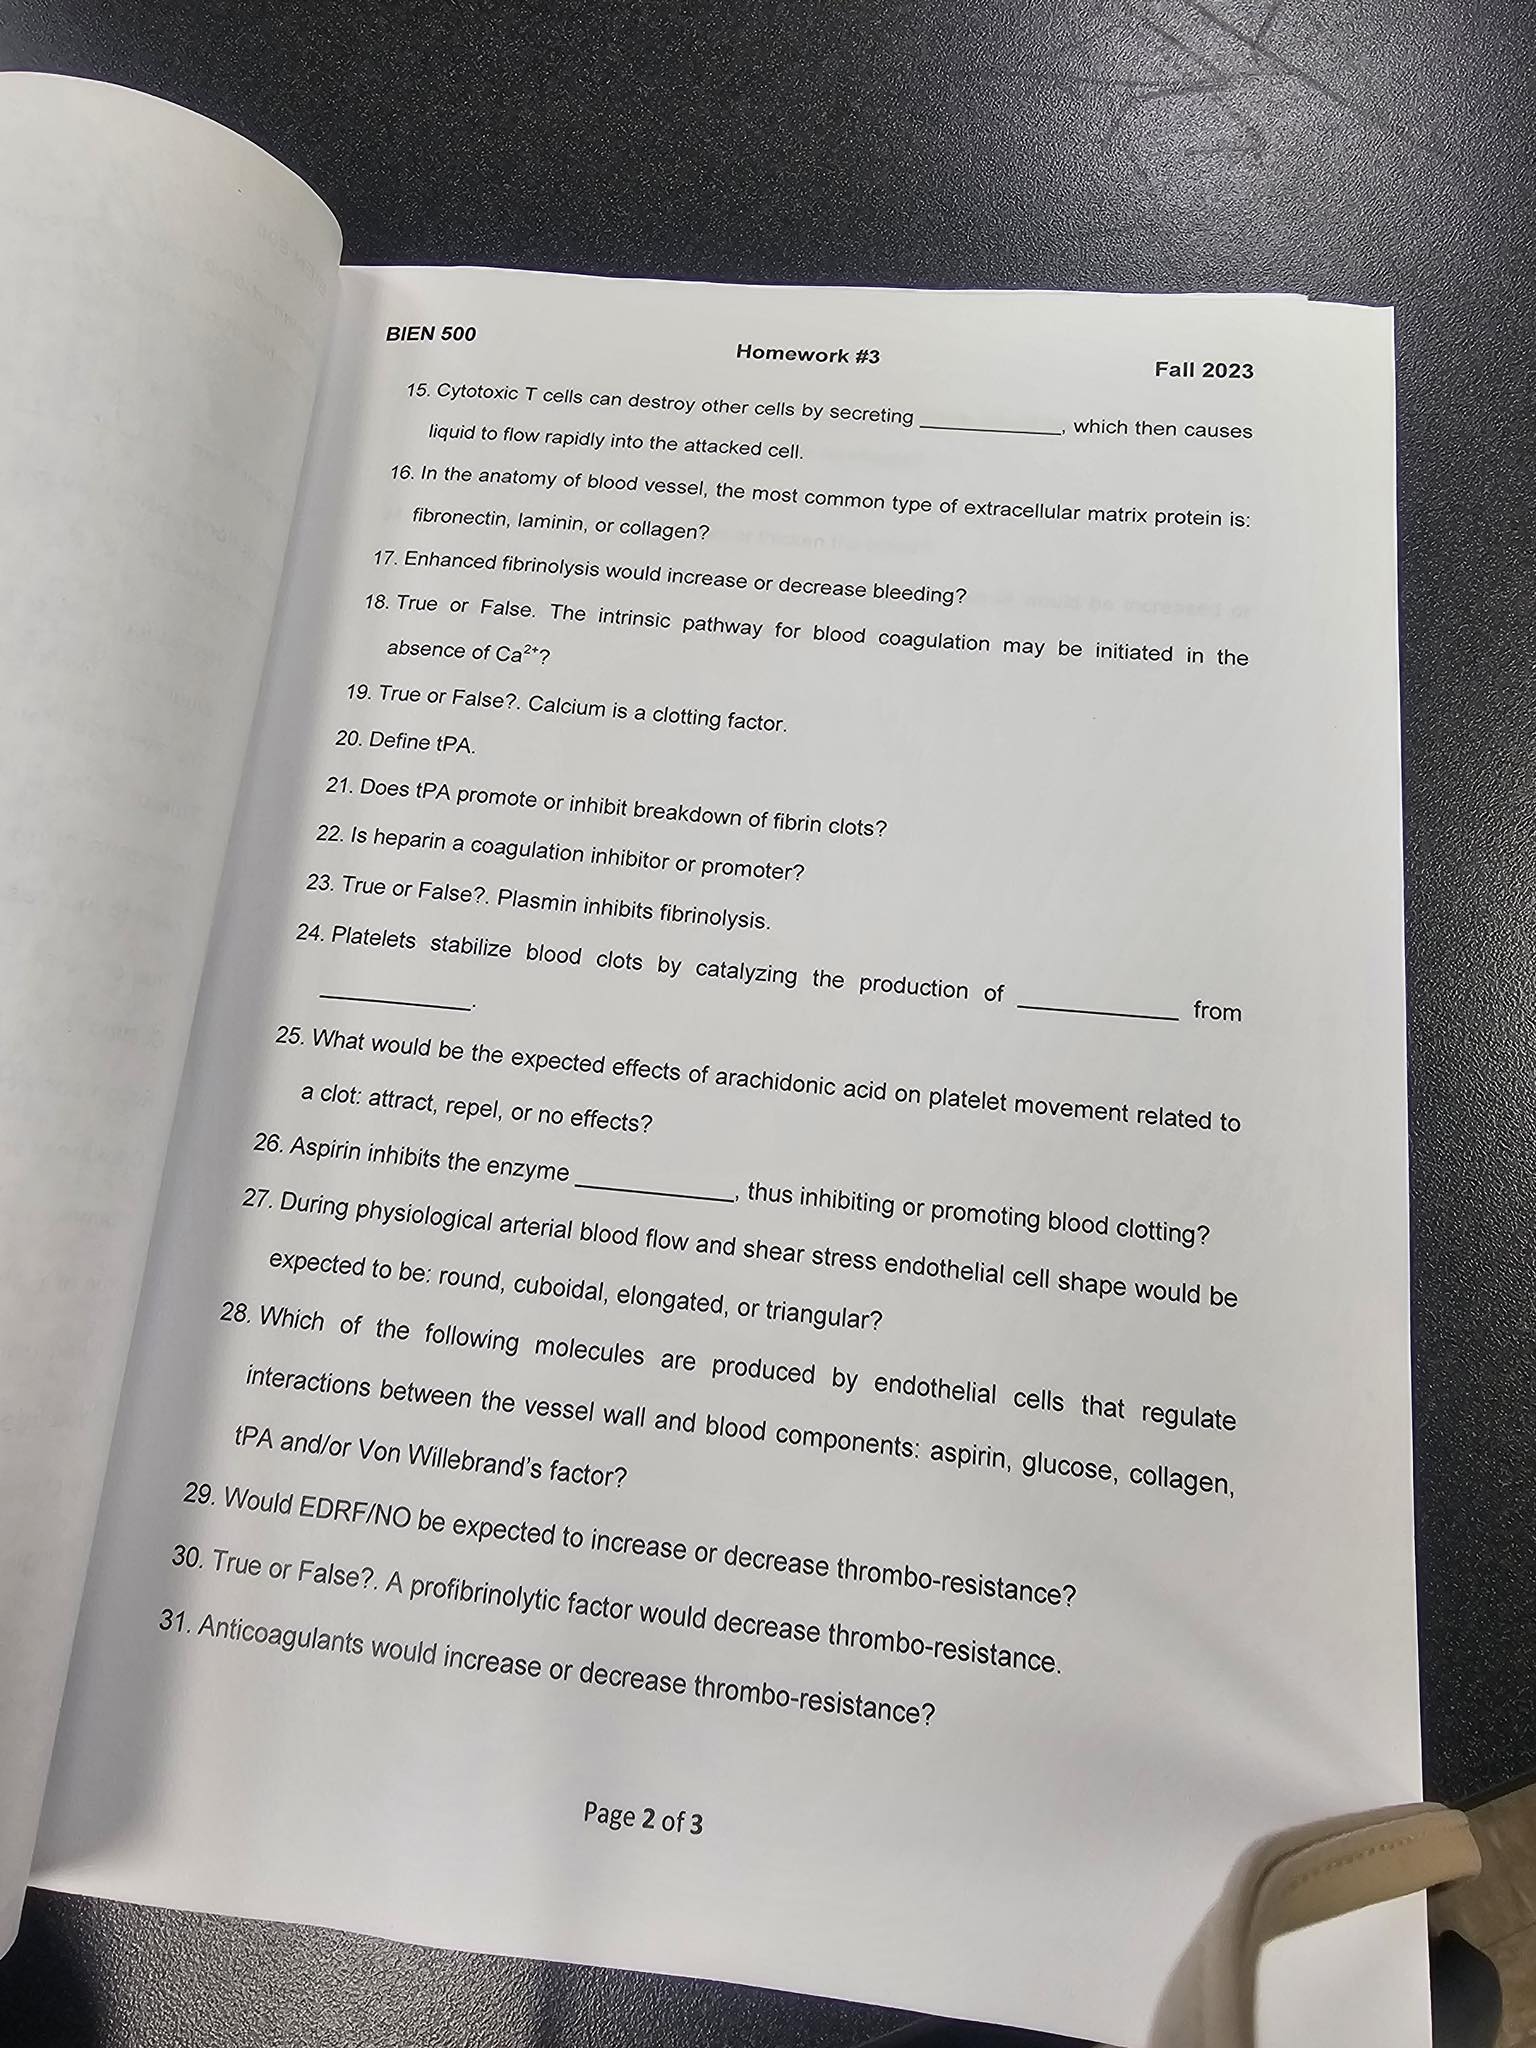 BIEN 500
Homework #3
Fall 2023
15. Cytotoxic T cells can destroy other cells by secreting ____________, which then causes
liquid to flow rapidly into the attacked cell.
16. In the anatomy of blood vessel, the most common type of extracellular matrix protein is:
fibronectin, laminin, or collagen?
17. Enhanced fibrinolysis would increase or decrease bleeding?
18. True or False. The intrinsic pathway for blood coagulation may be initiated in the
absence of Ca²⁺?
19. True or False?. Calcium is a clotting factor.
20. Define tPA.
21. Does tPA promote or inhibit breakdown of fibrin clots?
22. Is heparin a coagulation inhibitor or promoter?
23. True or False?. Plasmin inhibits fibrinolysis.
24. Platelets stabilize blood clots by catalyzing the production of ____________ from
____________.
25. What would be the expected effects of arachidonic acid on platelet movement related to
a clot: attract, repel, or no effects?
26. Aspirin inhibits the enzyme ____________, thus inhibiting or promoting blood clotting?
27. During physiological arterial blood flow and shear stress endothelial cell shape would be
expected to be: round, cuboidal, elongated, or triangular?
28. Which of the following molecules are produced by endothelial cells that regulate
interactions between the vessel wall and blood components: aspirin, glucose, collagen,
tPA and/or Von Willebrand's factor?
29. Would EDRF/NO be expected to increase or decrease thrombo-resistance?
30. True or False?. A profibrinolytic factor would decrease thrombo-resistance.
31. Anticoagulants would increase or decrease thrombo-resistance?
Page 2 of 3